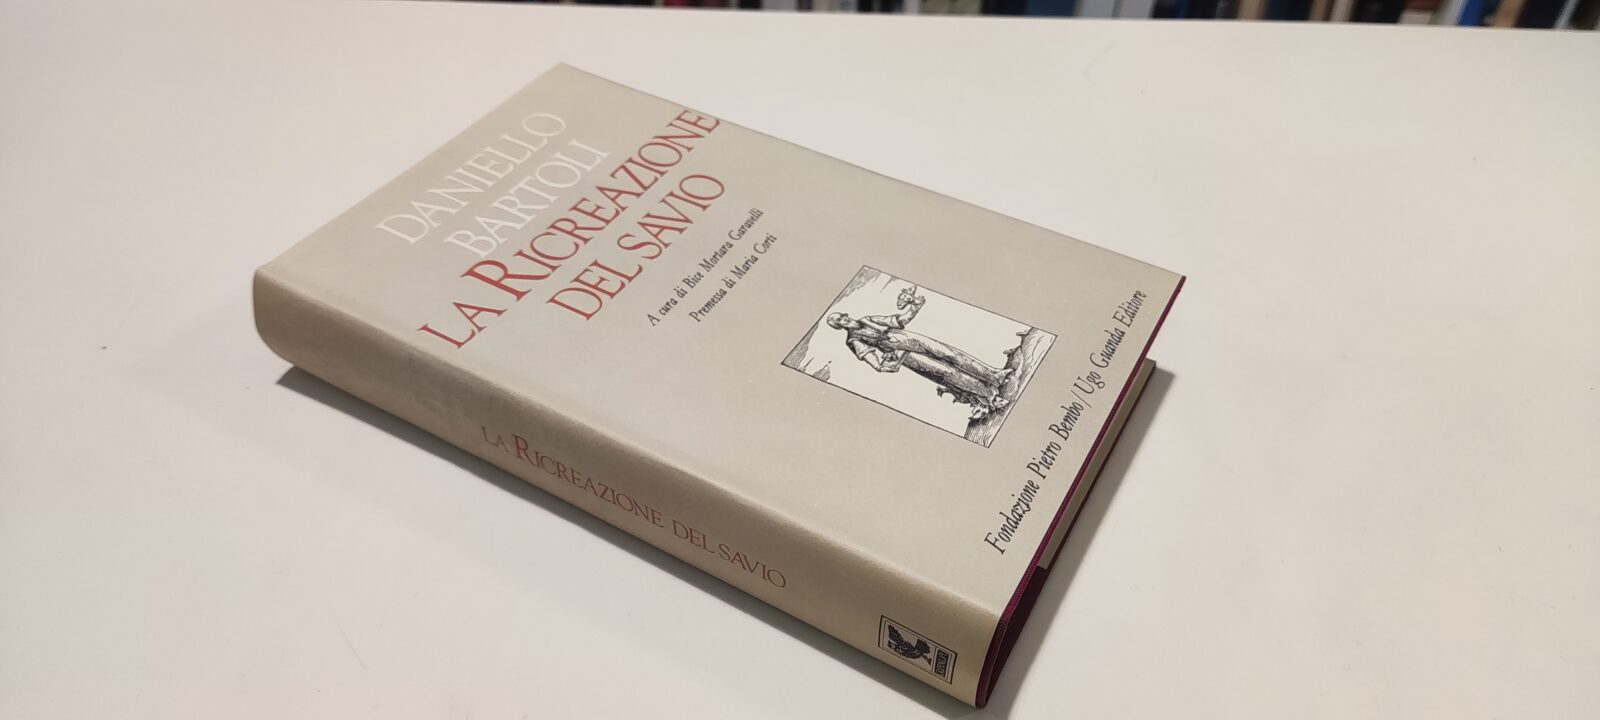 DANIELLO
BARTOLI
LA RICREAZIONE
DEL SAVIO
A cura di Bice Mortara Garavelli
Premessa di Maria Corti
Fondazione Pietro Bembo/Ugo Guanda Editore
LA RICREAZIONE DEL SAVIO